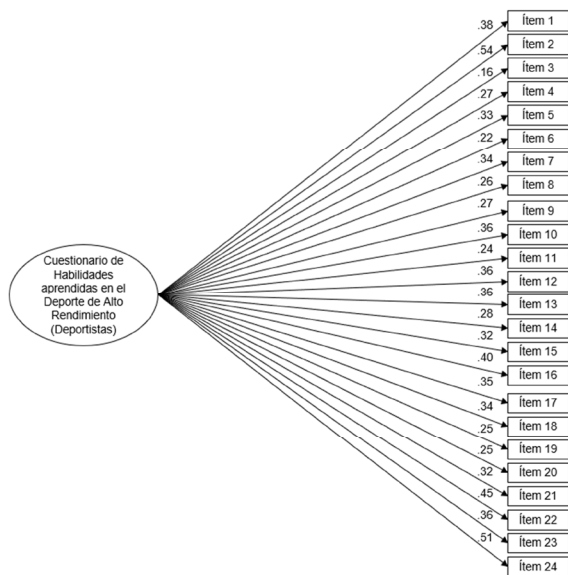 Cuestionario de
Habilidades
aprendidas en el
Deporte de Alto
Rendimiento
(Deportistas)
.38
Ítem 1
.54
Ítem 2
.16
Ítem 3
.27
Ítem 4
.33
Ítem 5
.22
Ítem 6
.34
Ítem 7
.26
Ítem 8
.27
Ítem 9
.36
Ítem 10
.24
Ítem 11
.36
Ítem 12
.36
Ítem 13
.28
Ítem 14
.32
Ítem 15
.40
Ítem 16
.35
Ítem 17
.34
Ítem 18
.25
Ítem 19
.25
Ítem 20
.32
Ítem 21
.45
Ítem 22
.36
Ítem 23
.51
Ítem 24